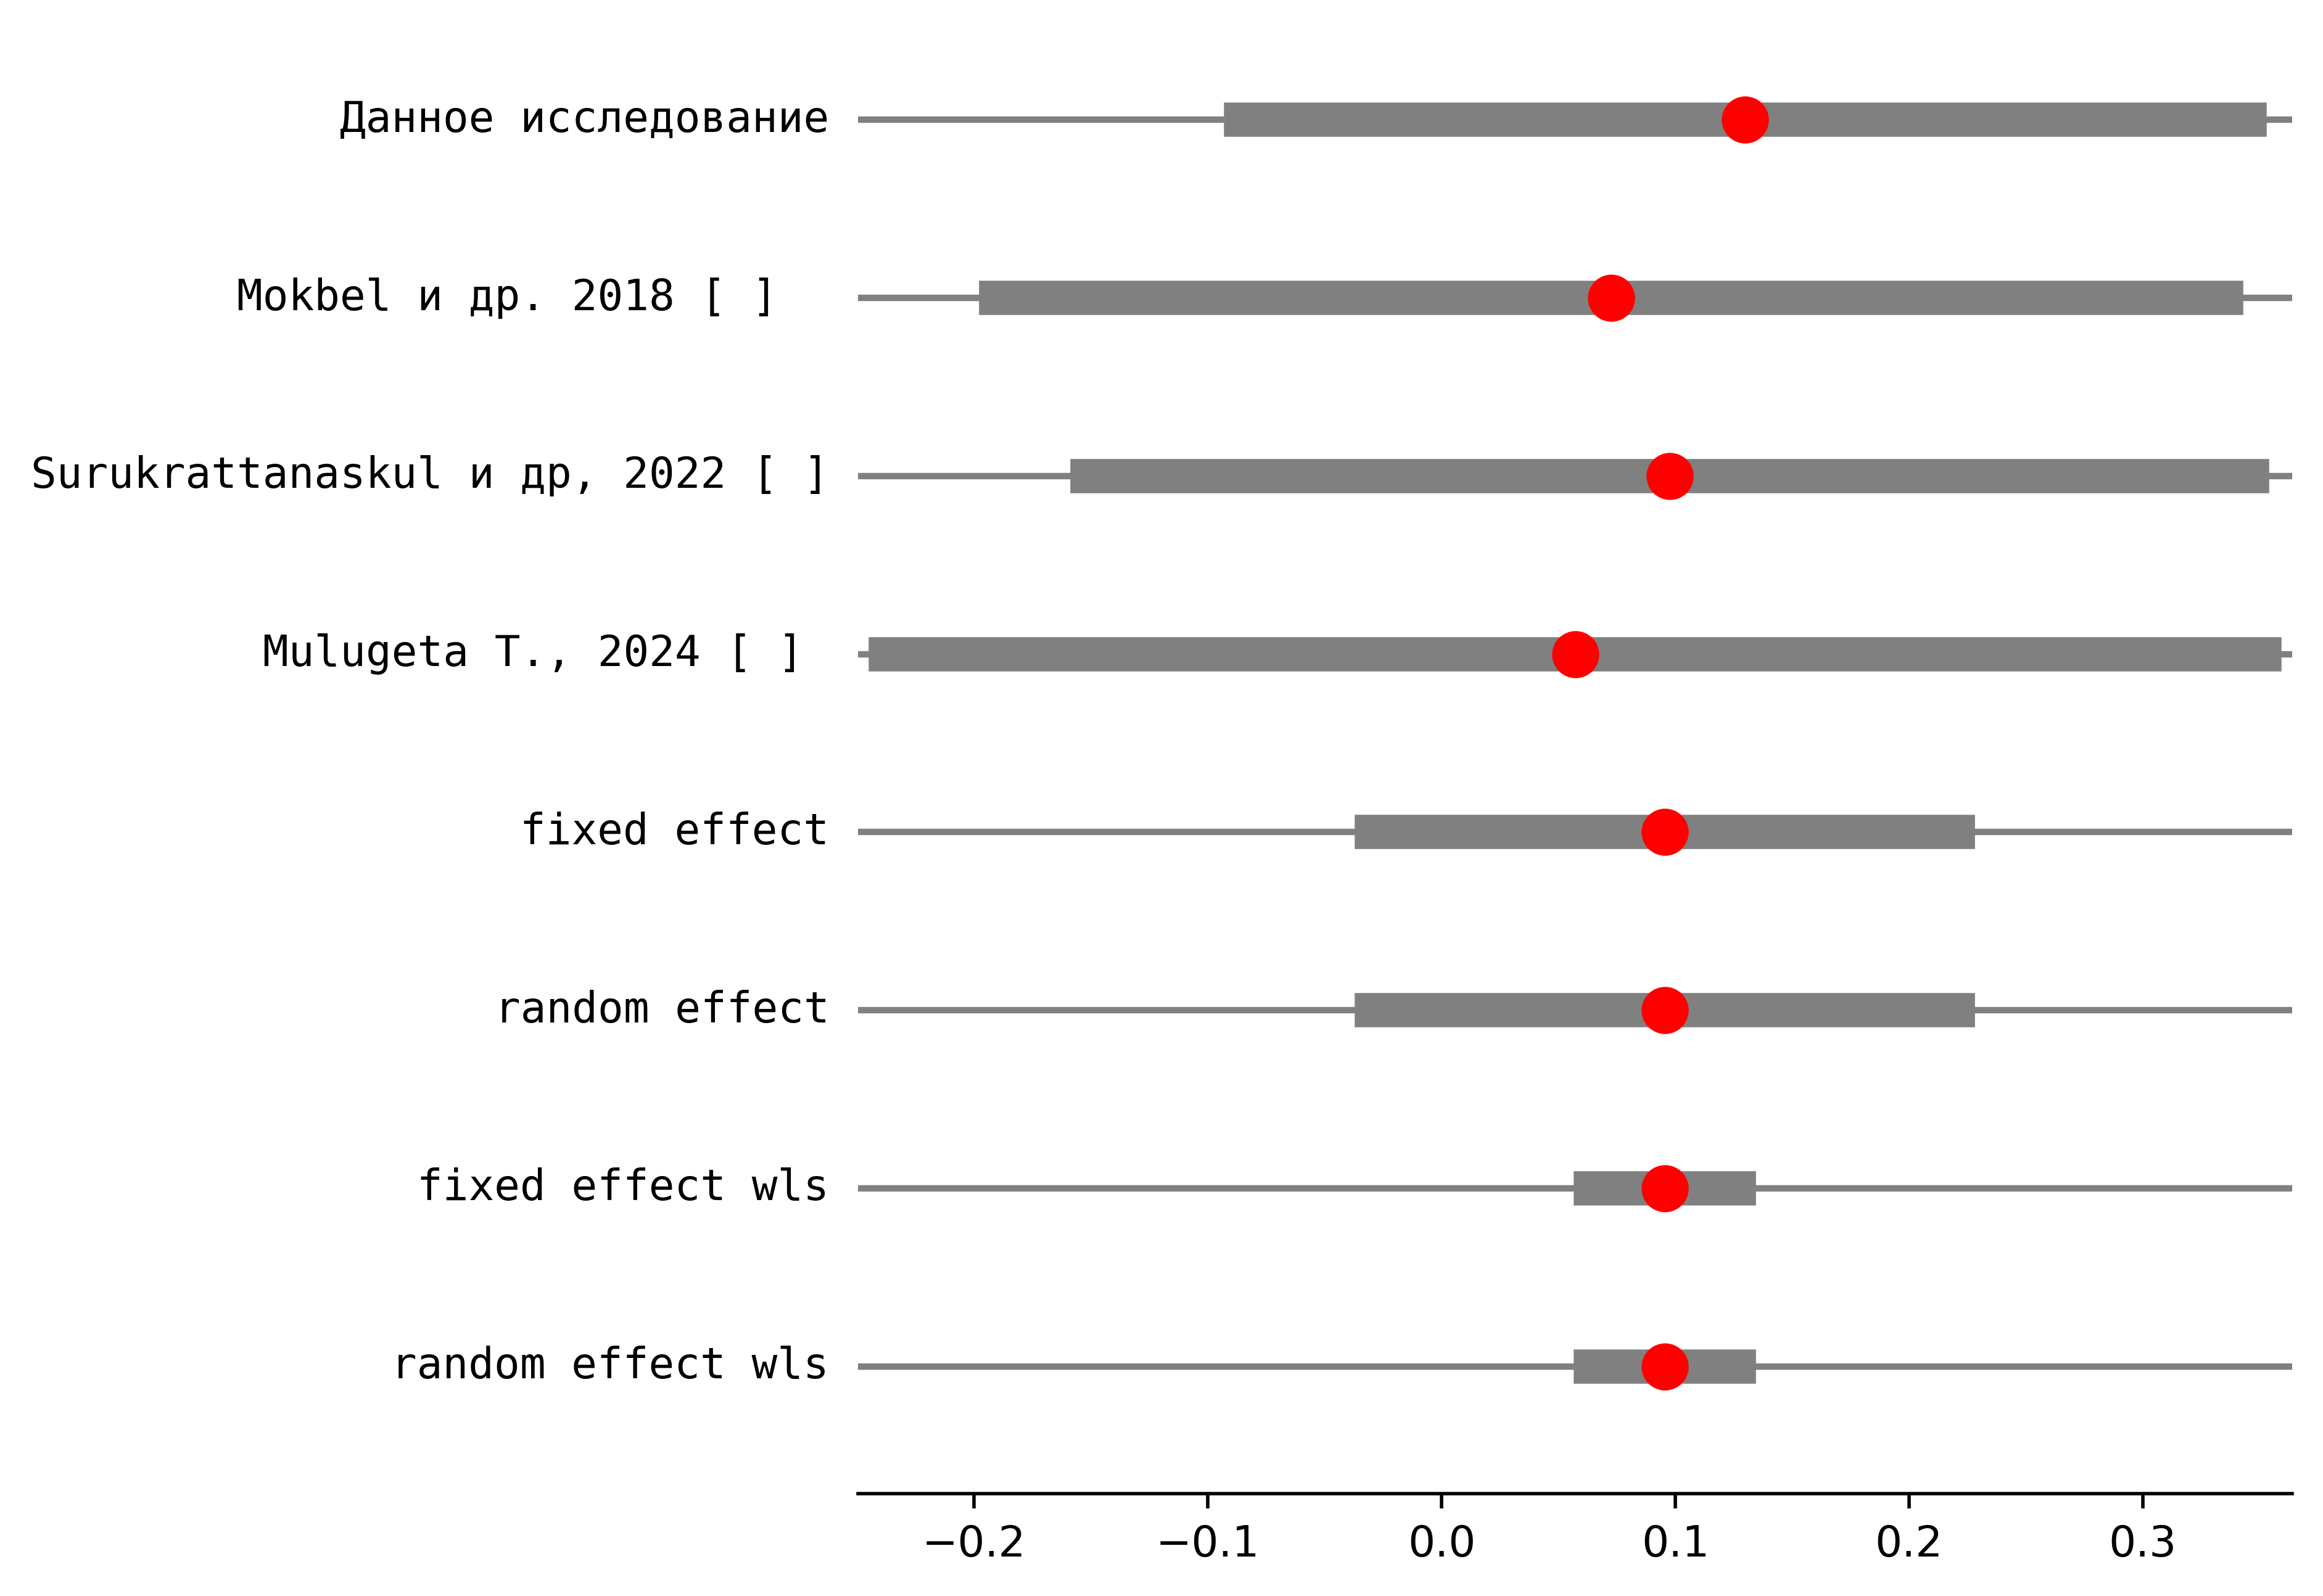 Данное исследование
Mokbel и др. 2018 [ ]
Surukrattanaskul и др, 2022 [ ]
Mulugeta T., 2024 [ ]
fixed effect
random effect
fixed effect wls
random effect wls
−0.2 −0.1 0.0 0.1 0.2 0.3